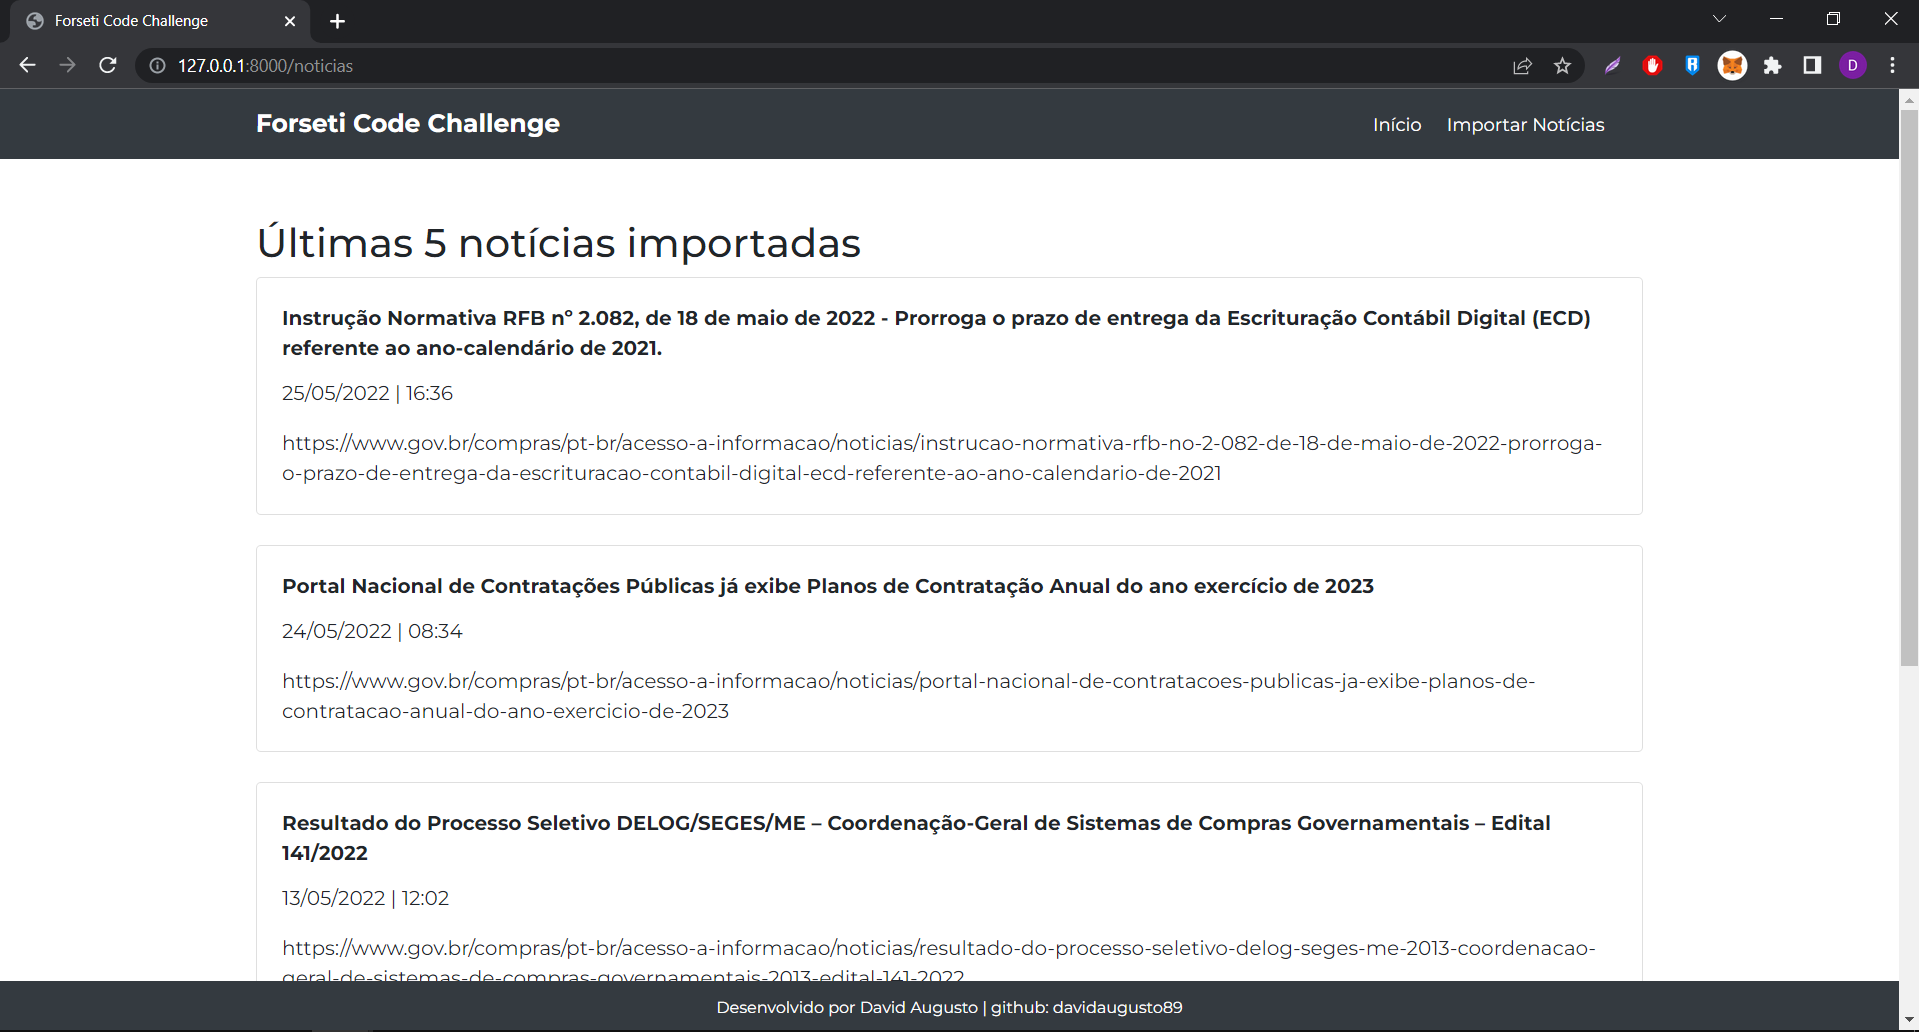 Forseti Code Challenge
127.0.0.1:8000/noticias
D
Forseti Code Challenge
Início
Importar Notícias
Últimas 5 notícias importadas
Instrução Normativa RFB nº 2.082, de 18 de maio de 2022 - Prorroga o prazo de entrega da Escrituração Contábil Digital (ECD)
referente ao ano-calendário de 2021.
25/05/2022 | 16:36
https://www.gov.br/compras/pt-br/acesso-a-informacao/noticias/instrucao-normativa-rfb-no-2-082-de-18-de-maio-de-2022-prorroga-
o-prazo-de-entrega-da-escrituracao-contabil-digital-ecd-referente-ao-ano-calendario-de-2021
Portal Nacional de Contratações Públicas já exibe Planos de Contratação Anual do ano exercício de 2023
24/05/2022 | 08:34
https://www.gov.br/compras/pt-br/acesso-a-informacao/noticias/portal-nacional-de-contratacoes-publicas-ja-exibe-planos-de-
contratacao-anual-do-ano-exercicio-de-2023
Resultado do Processo Seletivo DELOG/SEGES/ME – Coordenação-Geral de Sistemas de Compras Governamentais – Edital
141/2022
13/05/2022 | 12:02
https://www.gov.br/compras/pt-br/acesso-a-informacao/noticias/resultado-do-processo-seletivo-delog-seges-me-2013-coordenacao-
geral-de-sistemas-de-compras-governamentais-2013-edital-141-2022
Desenvolvido por David Augusto | github: davidaugusto89